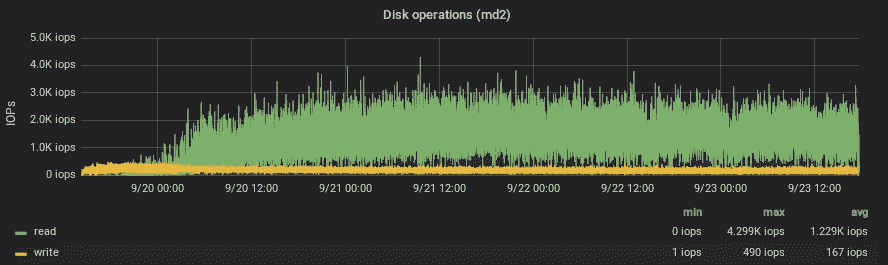 Disk operations (md2)
5.0K iops
4.0K iops
3.0K iops
2.0K iops
1.0K iops
0 iops
IOPs
9/20 00:00 9/20 12:00 9/21 00:00 9/21 12:00 9/22 00:00 9/22 12:00 9/23 00:00 9/23 12:00
min max avg
read 0 iops 4.299K iops 1.229K iops
write 1 iops 490 iops 167 iops